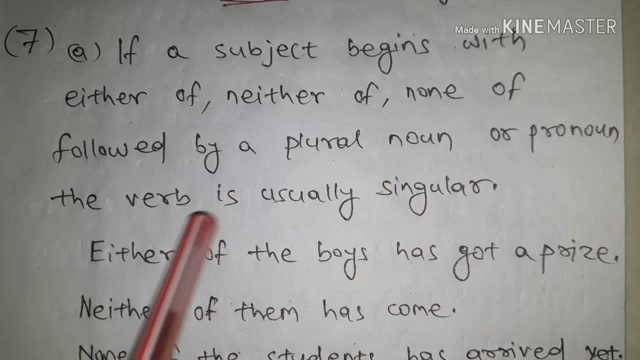 Made with KINEMASTER
(7) a) If a subject begins with
either of, neither of, none of
followed by a plural noun or pronoun
the verb is usually singular.
Either of the boys has got a prize.
Neither of them has come.
None the students has arrived yet.